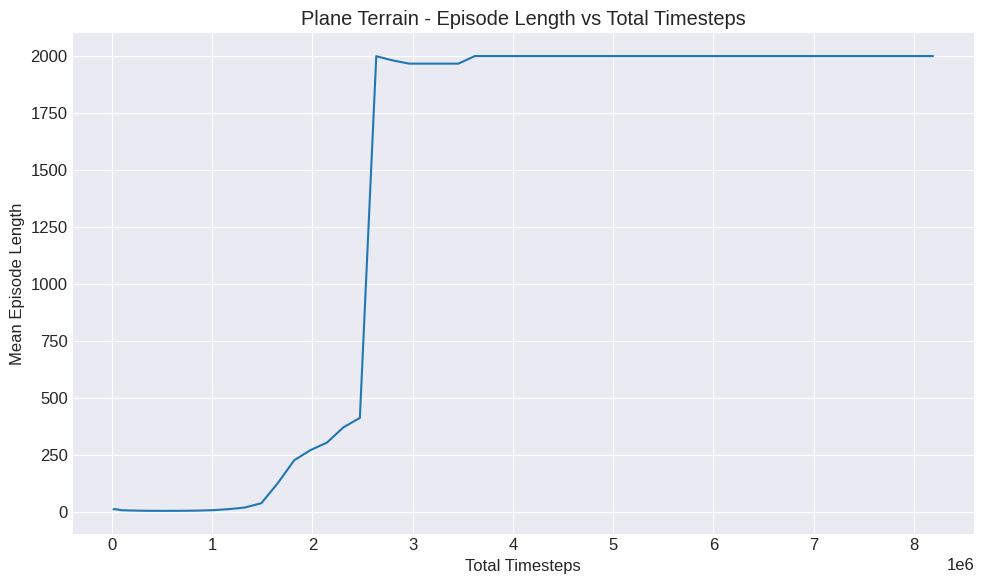 Plane Terrain - Episode Length vs Total Timesteps
Mean Episode Length
2000
1750
1500
1250
1000
750
500
250
0
0 1 2 3 4 5 6 7 8
1e6
Total Timesteps